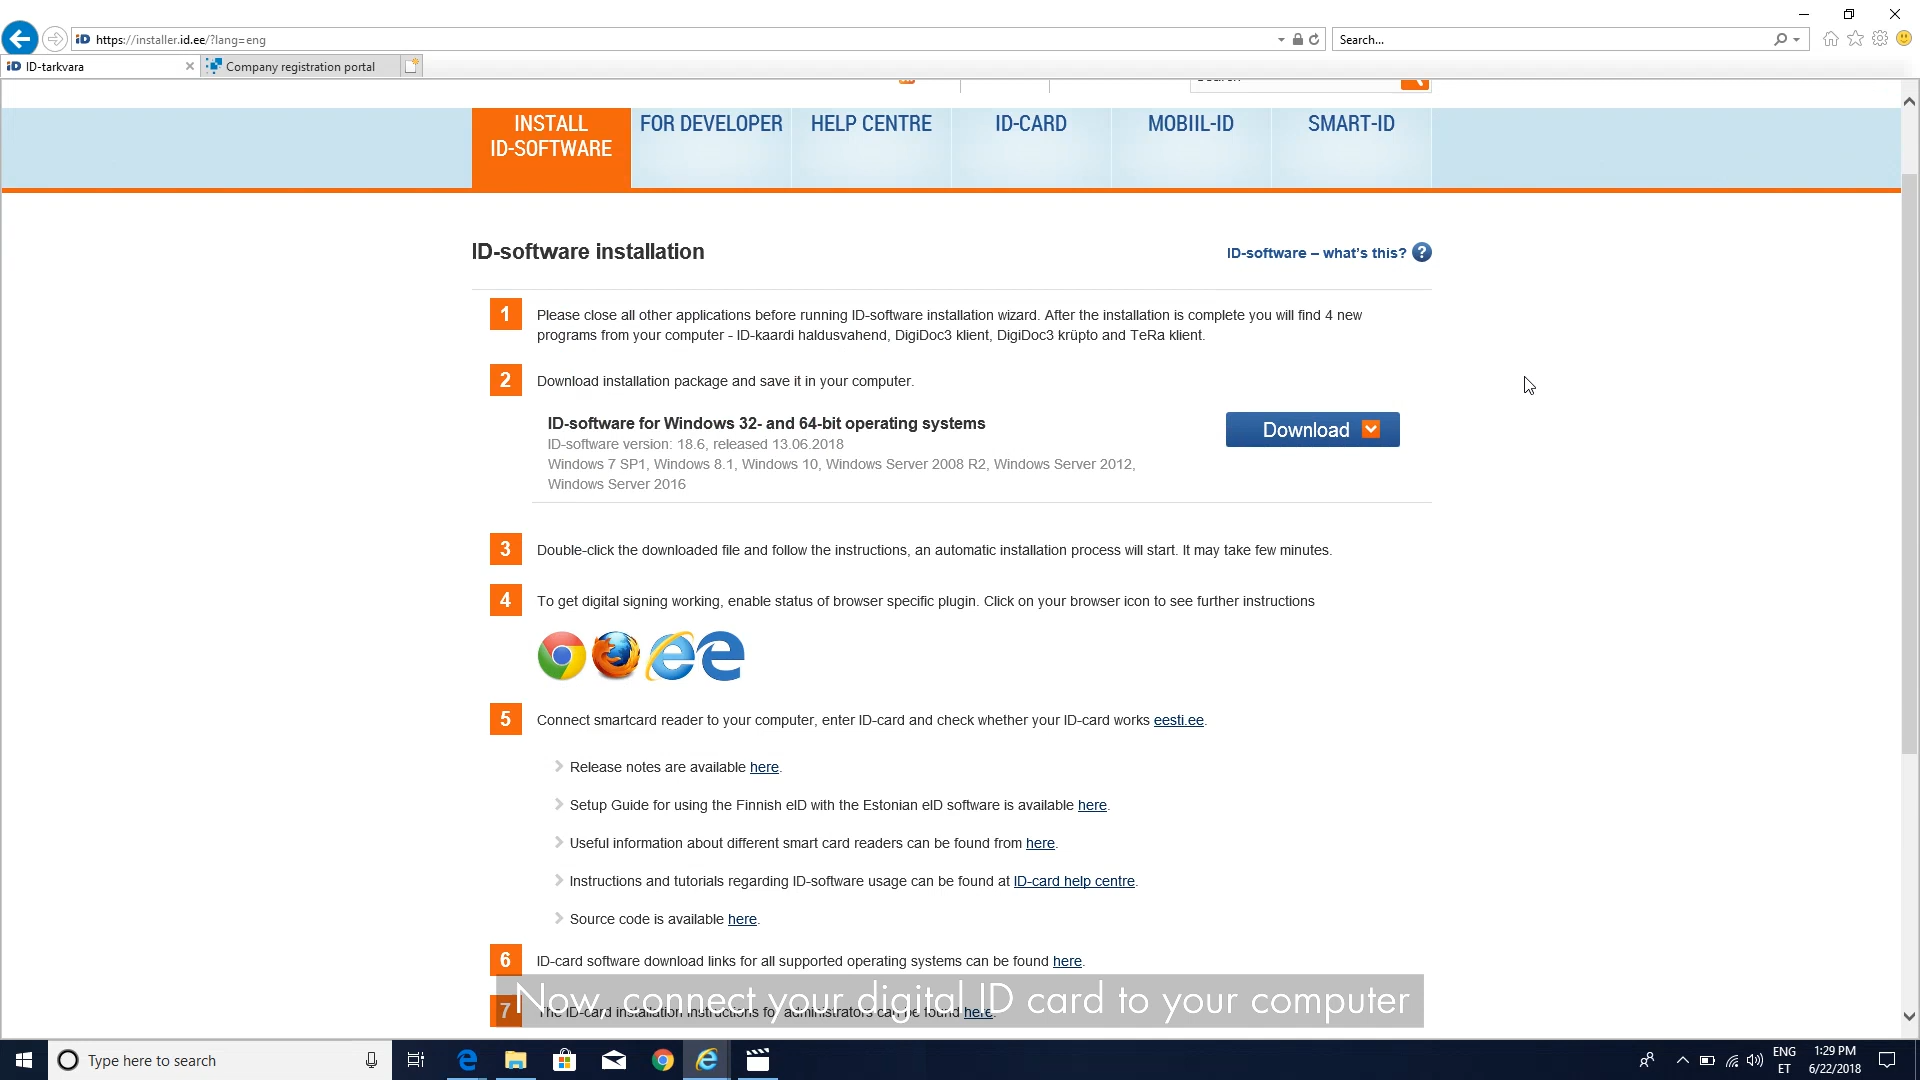 https://installer.id.ee/?lang=eng
Search...
ID-tarkvara
Company registration portal
INSTALL
ID-SOFTWARE
FOR DEVELOPER
HELP CENTRE
ID-CARD
MOBIIL-ID
SMART-ID
ID-software installation
ID-software – what's this? ?
1 Please close all other applications before running ID-software installation wizard. After the installation is complete you will find 4 new
programs from your computer - ID-kaardi haldusvahend, DigiDoc3 klient, DigiDoc3 krüpto and TeRa klient.
2 Download installation package and save it in your computer.
ID-software for Windows 32- and 64-bit operating systems
ID-software version: 18.6, released 13.06.2018
Windows 7 SP1, Windows 8.1, Windows 10, Windows Server 2008 R2, Windows Server 2012,
Windows Server 2016
Download
3 Double-click the downloaded file and follow the instructions, an automatic installation process will start. It may take few minutes.
4 To get digital signing working, enable status of browser specific plugin. Click on your browser icon to see further instructions
5 Connect smartcard reader to your computer, enter ID-card and check whether your ID-card works eesti.ee.
Release notes are available here.
Setup Guide for using the Finnish eID with the Estonian eID software is available here.
Useful information about different smart card readers can be found from here.
Instructions and tutorials regarding ID-software usage can be found at ID-card help centre.
Source code is available here.
6 ID-card software download links for all supported operating systems can be found here.
7 The ID-card installation instructions for administrators can be found here.
Now, connect your digital ID card to your computer
Type here to search
ENG
ET
1:29 PM
6/22/2018